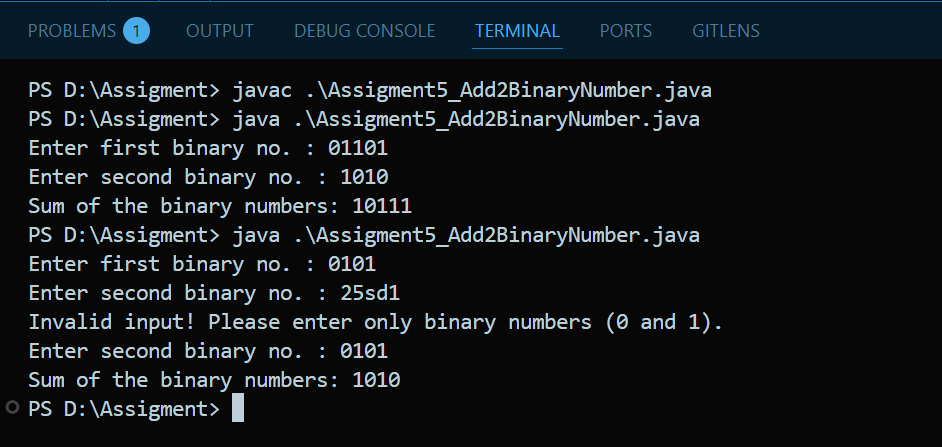 PROBLEMS 1 OUTPUT DEBUG CONSOLE TERMINAL PORTS GITLENS
PS D:\Assigment> javac .\Assigment5_Add2BinaryNumber.java
PS D:\Assigment> java .\Assigment5_Add2BinaryNumber.java
Enter first binary no. : 01101
Enter second binary no. : 1010
Sum of the binary numbers: 10111
PS D:\Assigment> java .\Assigment5_Add2BinaryNumber.java
Enter first binary no. : 0101
Enter second binary no. : 25sd1
Invalid input! Please enter only binary numbers (0 and 1).
Enter second binary no. : 0101
Sum of the binary numbers: 1010
PS D:\Assigment>